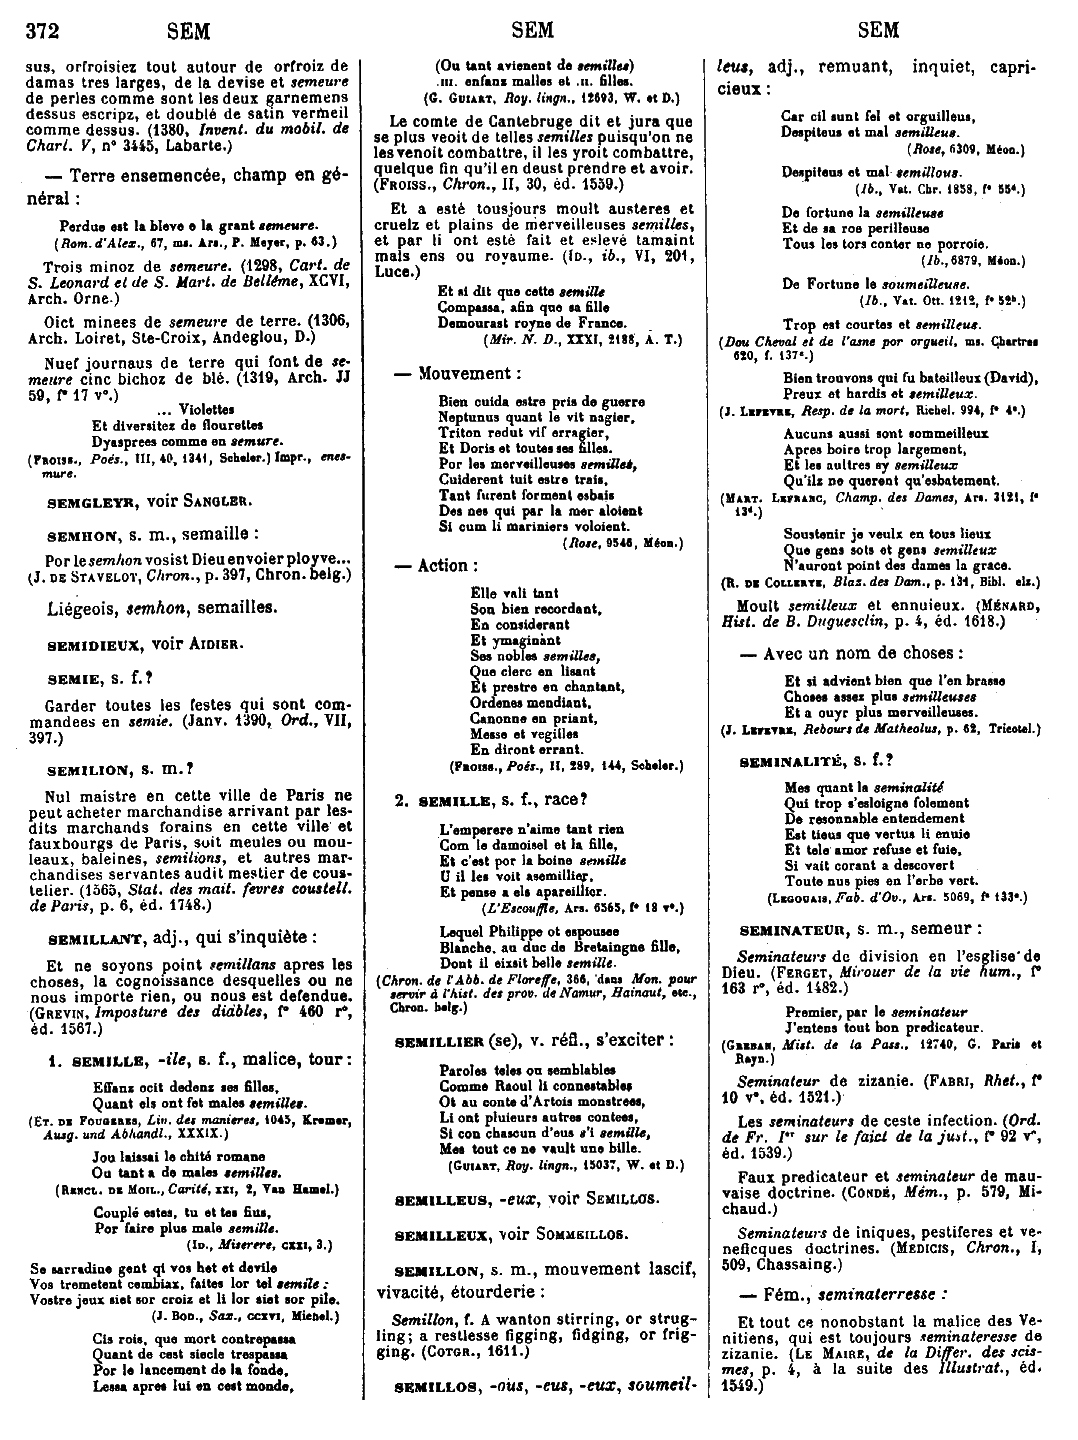 372 SEM SEM SEM
sus, orfroisiez tout autour de orfroiz de
damas tres larges, de la devise et semeure
de perles comme sont les deux garnemens
dessus escripz, et doublé de satin vermeil
comme dessus. (1380, Invent. du mobil. de
Charl. V, n° 3445, Labarte.)
— Terre ensemencée, champ en gé-
néral :
Perdue est la bleve e la grant semeure.
(Rom. d'Alex., 67, ms. Ars., P. Meyer, p. 63.)
Trois minoz de semeure. (1298, Cart. de
S. Leonard et de S. Mart. de Bellême, XCVI,
Arch. Orne.)
Oict minees de semeure de terre. (1306,
Arch. Loiret, Ste-Croix, Andeglou, D.)
Nuef journaus de terre qui font de se-
meure cinc bichoz de blé. (1319, Arch. JJ
59, f° 17 v°.)
... Violettes
Et diversitez de flourettes
Dyasprees comme en semure.
(FROISS., Poés., III, 40, 1341, Scheler.) Impr., enes-
mure.
SEMGLEYR, voir SANGLER.
SEMHON, s. m., semaille :
Por le semhon vosist Dieu envoier ployve...
(J. DE STAVELOT, Chron., p. 397, Chron. belg.)
Liégeois, semhon, semailles.
SEMIDIEUX, voir AIDIER.
SEMIE, s. f.?
Garder toutes les festes qui sont com-
mandees en semie. (Janv. 1390, Ord., VII,
397.)
SEMILION, s. m.?
Nul maistre en cette ville de Paris ne
peut acheter marchandise arrivant par les-
dits marchands forains en cette ville et
fauxbourgs de Paris, soit meules ou mou-
leaux, baleines, semilions, et autres mar-
chandises servantes audit mestier de cous-
telier. (1565, Stat. des mait. fevres coustell.
de Paris, p. 6, éd. 1748.)
SEMILLANT, adj., qui s'inquiète :
Et ne soyons point semillans apres les
choses, la cognoissance desquelles ou ne
nous importe rien, ou nous est defendue.
(GREVIN, Imposture des diables, f° 460 r°,
éd. 1567.)
1. SEMILLE, -ile, s. f., malice, tour :
Effanz ocit dedenz ses filles,
Quant els ont fet males semilles.
(ET. DE FOUGERES, Liv. des manieres, 1045, Kremer,
Ausg. und Abhandl., XXXIX.)
Jou laissai le chité romane
Ou tant a de males semilles.
(RENCL. DE MOIL., Carité, XXI, 2, Van Hamel.)
Couplé estes, tu et tes fius,
Por faire plus male semille.
(ID., Miserere, CXXI, 3.)
Se sarradine gent qi vos het et devile
Vos trametent cembiax, faites lor tel semile :
Vostre jeux siet sor croiz et li lor siet sor pile.
(J. BOD., Sax., CCXVI, Michel.)
Cis rois, que mort contrepassa
Quant de cest siecle trespassa
Por le lancement de la fonde,
Lessa apres lui en cest monde,
(Ou tant avienent de semilles)
.III. enfanz malles et .II. filles.
(G. GUIART, Roy. lingn., 12693, W. et D.)
Le comte de Cantebruge dit et jura que
se plus veoit de telles semilles puisqu'on ne
les venoit combattre, il les yroit combattre,
quelque fin qu'il en deust prendre et avoir.
(FROISS., Chron., II, 30, éd. 1559.)
Et a esté tousjours moult austeres et
cruelz et plains de merveilleuses semilles,
et par li ont esté fait et eslevé tamaint
mals ens ou royaume. (ID., ib., VI, 201,
Luce.)
Et si dit que cette semille
Compassa, afin que sa fille
Demourast royne de France.
(Mir. N. D., XXXI, 2188, A. T.)
— Mouvement :
Bien cuida estre pris de guerre
Neptunus quant le vit nagier,
Triton redut vif erragier,
Et Doris et toutes ses filles.
Por les merveilleuses semilles,
Cuiderent tuit estre trais,
Tant furent forment esbais
Des nes qui par la mer aloient
Si cum li mariniers voloient.
(Rose, 9546, Méon.)
— Action :
Elle vali tant
Son bien recordant,
En considerant
Et ymaginant
Ses nobles semilles,
Que clerc en lisant
Et prestre en chantant,
Ordenes mendiant,
Canonne en priant,
Messe et vegilles
En diront errant.
(FROISS., Poés., II, 289, 144, Scheler.)
2. SEMILLE, s. f., race?
L'emperere n'aime tant rien
Com le damoisel et la fille,
Et c'est por la boine semille
U il les voit asemillier,
Et pense a els apareillier.
(L'Escouffle, Ars. 6565, f° 18 v°.)
Lequel Philippe ot espousee
Blanche, au duc de Bretaingne fille,
Dont il eixsit belle semille.
(Chron. de l'Abb. de Floreffe, 366, dans Mon. pour
servir à l'hist. des prov. de Namur, Hainaut, etc.,
Chron. belg.)
SEMILLIER (se), v. réfl., s'exciter :
Paroles teles ou semblables
Comme Raoul li connestables
Ot au conte d'Artois monstrees,
Li ont pluieurs autres contees,
Si con chascun d'eus s'i semille,
Mes tout ce ne vault une bille.
(GUIART, Roy. lingn., 15037, W. et D.)
SEMILLEUS, -eux, voir SEMILLOS.
SEMILLEUX, voir SOMMEILLOS.
SEMILLON, s. m., mouvement lascif,
vivacité, étourderie :
Semillon, f. A wanton stirring, or strug-
ling; a restlesse figging, fidging, or frig-
ging. (COTGR., 1611.)
SEMILLOS, -ous, -eus, -eux, soumeil-
leus, adj., remuant, inquiet, capri-
cieux :
Car cil sunt fel et orguilleus,
Despiteus et mal semilleus.
(Rose, 6309, Méon.)
Despiteus et mal semillous.
(Ib., Vat. Chr. 1858, f° 55ᵈ.)
De fortune la semilleuse
Et de sa roe perilleuse
Tous les tors conter ne porroie.
(Ib., 6879, Méon.)
De Fortune le soumeilleuse.
(Ib., Vat. Ott. 1212, f° 52ᵇ.)
Trop est courtes et semilleus.
(Dou Cheval et de l'asne por orgueil, ms. Chartres
620, f. 137ᵉ.)
Bien trouvons qui fu bateilleux (David),
Preux et hardis et semilleux.
(J. LEFEVRE, Resp. de la mort, Richel. 994, f° 4ᵉ.)
Aucuns aussi sont sommeilleux
Apres boire trop largement,
Et les aultres sy semilleux
Qu'ilz ne querent qu'esbatement.
(MART. LEFRANC, Champ. des Dames, Ars. 3121, f°
13ᵈ.)
Soustenir je veulx en tous lieux
Que gens sots et gens semilleux
N'auront point des dames la grace.
(R. DE COLLERYE, Blaz. des Dam., p. 131, Bibl. elz.)
Moult semilleux et ennuieux. (MÉNARD,
Hist. de B. Duguesclin, p. 4, éd. 1618.)
— Avec un nom de choses :
Et si advient bien que l'en brasse
Choses assez plus semilleuses
Et a ouyr plus merveilleuses.
(J. LEFEVRE, Rebours de Matheolus, p. 62, Tricotel.)
SEMINALITÉ, s. f.?
Mes quant la seminalité
Qui trop s'esloigne folement
De resonnable entendement
Est tieus que vertus li enuie
Et tele amor refuse et fuie,
Si vait corant a descovert
Toute nus pies en l'erbe vert.
(LEGOUAIS, Fab. d'Ov., Ars. 5069, f° 133ᵉ.)
SEMINATEUR, s. m., semeur :
Seminateurs de division en l'esglise de
Dieu. (FERGET, Mirouer de la vie hum., f°
163 r°, éd. 1482.)
Premier, par le seminateur
J'entens tout bon predicateur.
(GREBAN, Mist. de la Pass., 12740, G. Paris et
Rayn.)
Seminateur de zizanie. (FABRI, Rhet., f°
10 v°, éd. 1521.)
Les seminateurs de ceste infection. (Ord.
de Fr. Iᵉʳ sur le faict de la just., f° 92 v°,
éd. 1539.)
Faux predicateur et seminateur de mau-
vaise doctrine. (CONDÉ, Mém., p. 579, Mi-
chaud.)
Seminateurs de iniques, pestiferes et ve-
neficques doctrines. (MEDICIS, Chron., I,
509, Chassaing.)
— Fém., seminaterresse :
Et tout ce nonobstant la malice des Ve-
nitiens, qui est toujours seminateresse de
zizanie. (LE MAIRE, de la Differ. des scis-
mes, p. 4, à la suite des Illustrat., éd.
1549.)